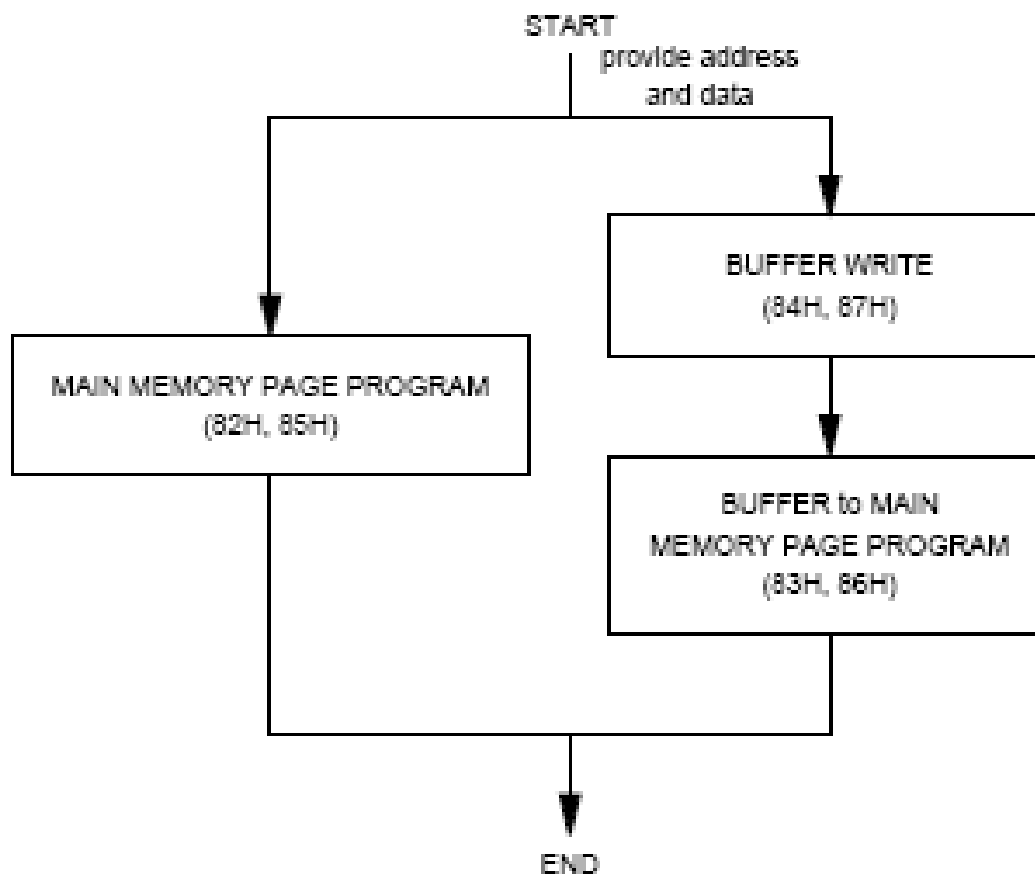 START
provide address
and data
BUFFER WRITE
(84H, 87H)
MAIN MEMORY PAGE PROGRAM
(82H, 85H)
BUFFER to MAIN
MEMORY PAGE PROGRAM
(83H, 86H)
END